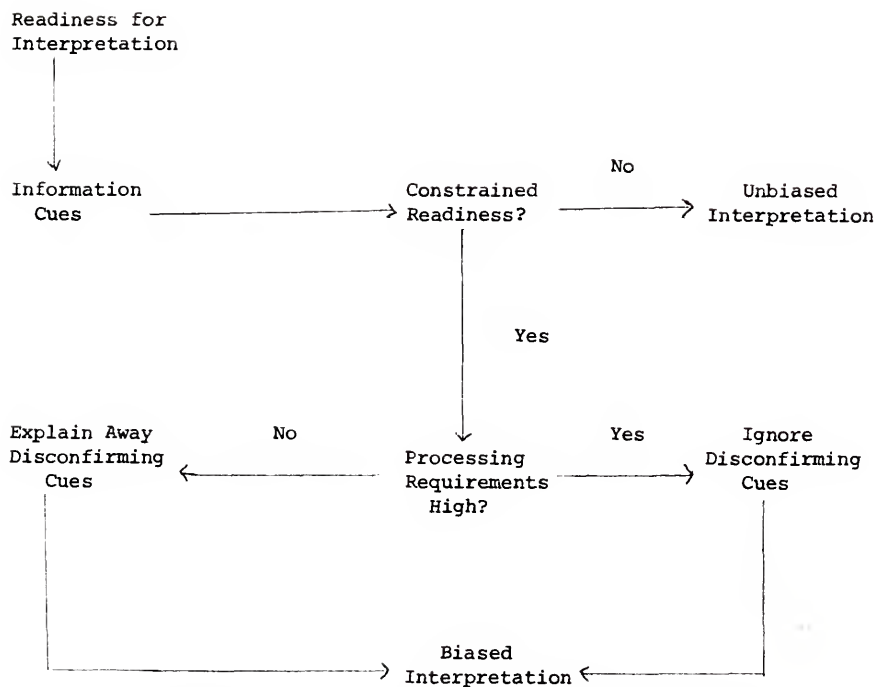 Readiness for
Interpretation
No
Information
Cues
Constrained
Readiness?
Unbiased
Interpretation
Yes
Explain Away
Disconfirming
Cues
No
Processing
Requirements
High?
Yes
Ignore
Disconfirming
Cues
Biased
Interpretation